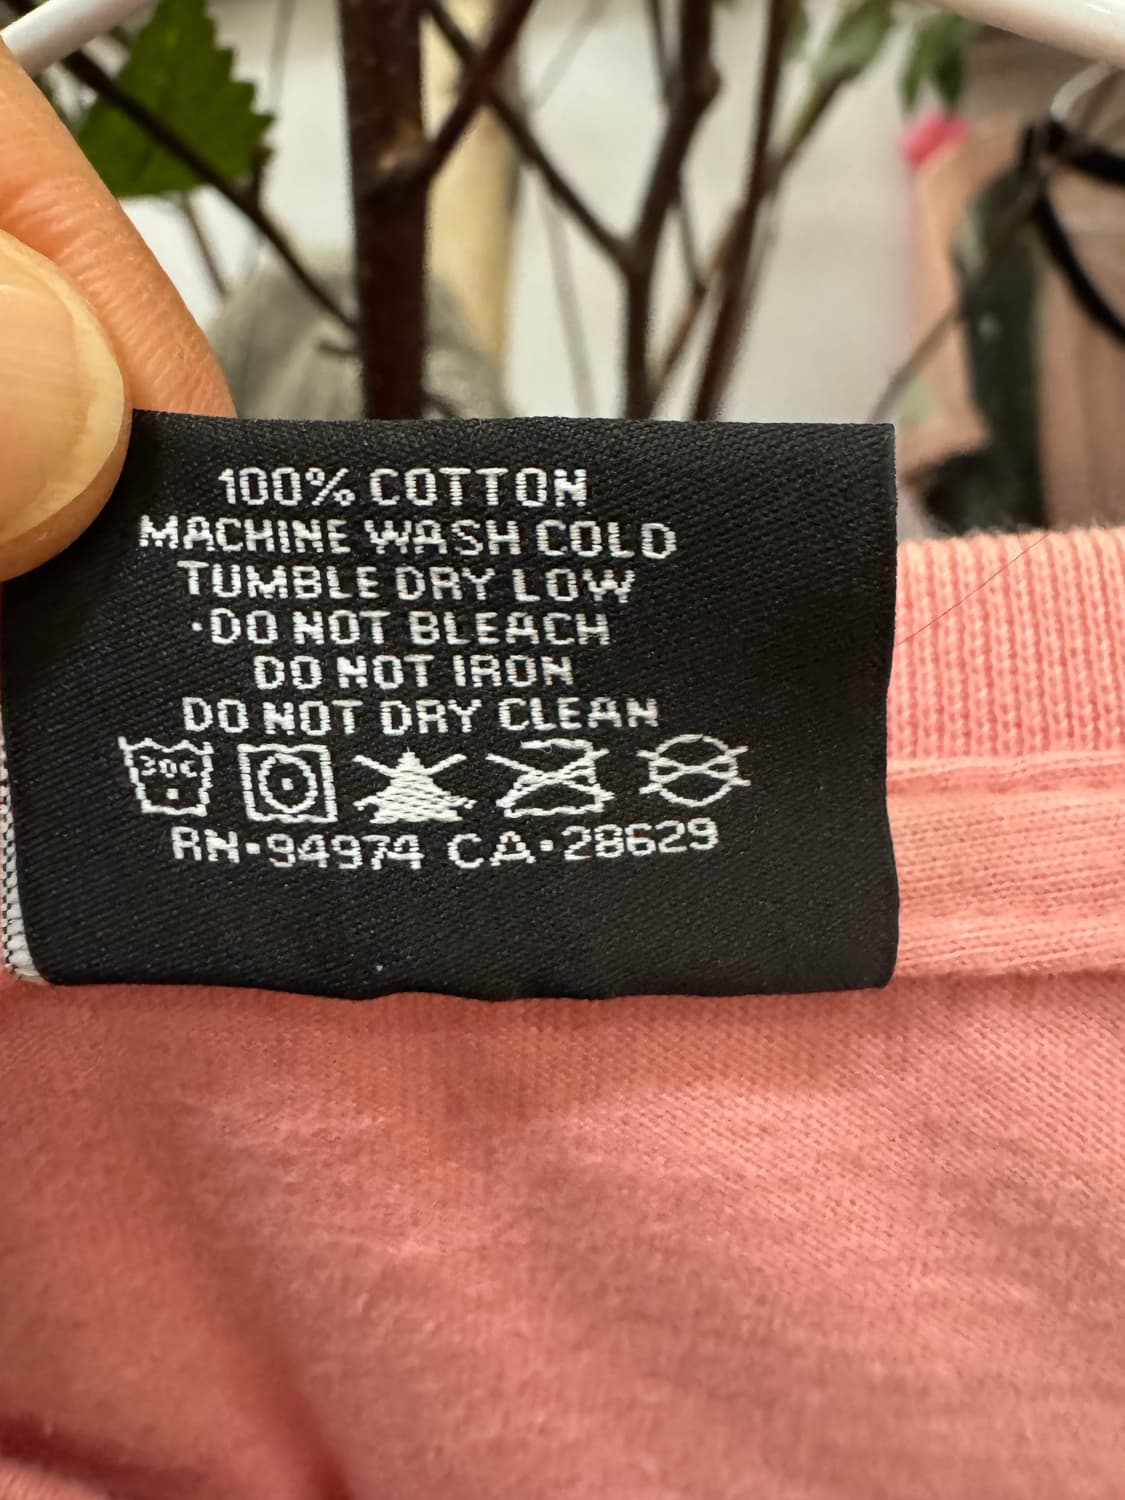 100% COTTON
MACHINE WASH COLD
TUMBLE DRY LOW
·DO NOT BLEACH
DO NOT IRON
DO NOT DRY CLEAN
30C
RN·94974 CA·28629